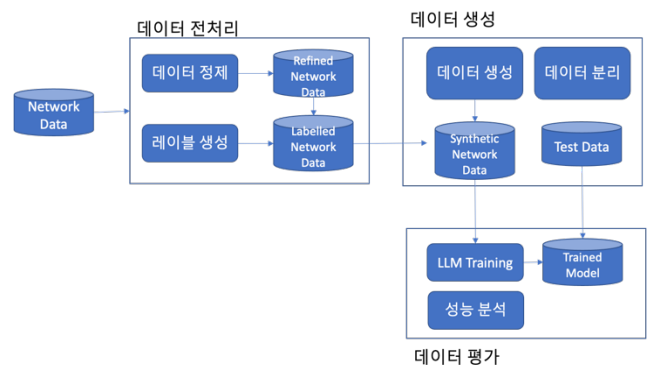 데이터 전처리
데이터 생성
Network
Data
데이터 정제
Refined
Network
Data
레이블 생성
Labelled
Network
Data
데이터 생성
데이터 분리
Synthetic
Network
Data
Test Data
LLM Training
Trained
Model
성능 분석
데이터 평가